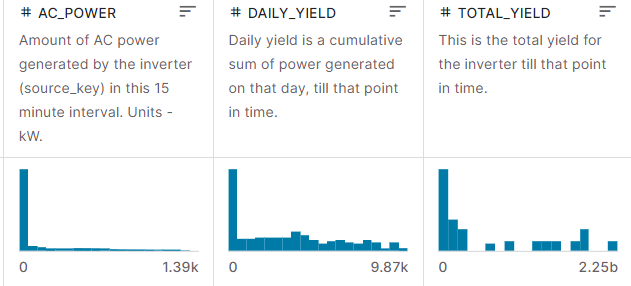 # AC_POWER
Amount of AC power
generated by the inverter
(source_key) in this 15
minute interval. Units -
kW.
0 1.39k
# DAILY_YIELD
Daily yield is a cumulative
sum of power generated
on that day, till that point
in time.
0 9.87k
# TOTAL_YIELD
This is the total yield for
the inverter till that point
in time.
0 2.25b